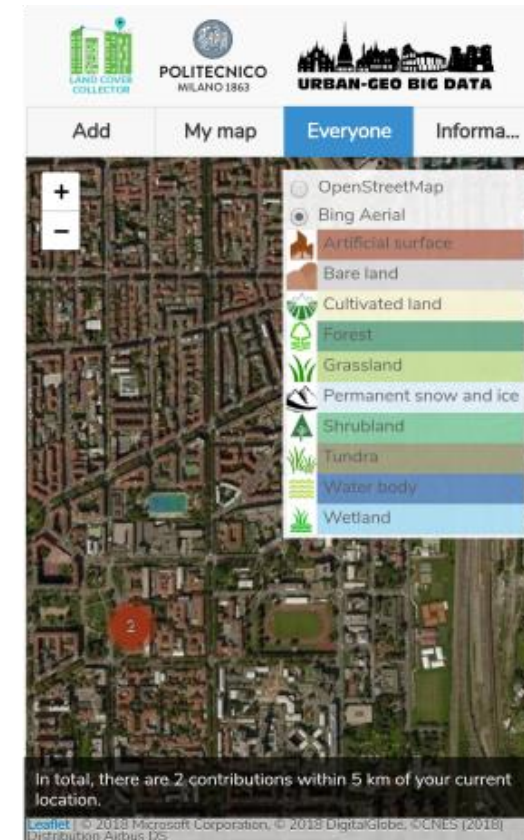 LAND COVER
COLLECTOR
POLITECNICO
MILANO 1863
URBAN-GEO BIG DATA
Add My map Everyone Informa...
+
−
OpenStreetMap
Bing Aerial
Artificial surface
Bare land
Cultivated land
Forest
Grassland
Permanent snow and ice
Shrubland
Tundra
Water body
Wetland
2
In total, there are 2 contributions within 5 km of your current
location.
Leaflet | © 2018 Microsoft Corporation, © 2018 DigitalGlobe, ©CNES (2018)
Distribution Airbus DS